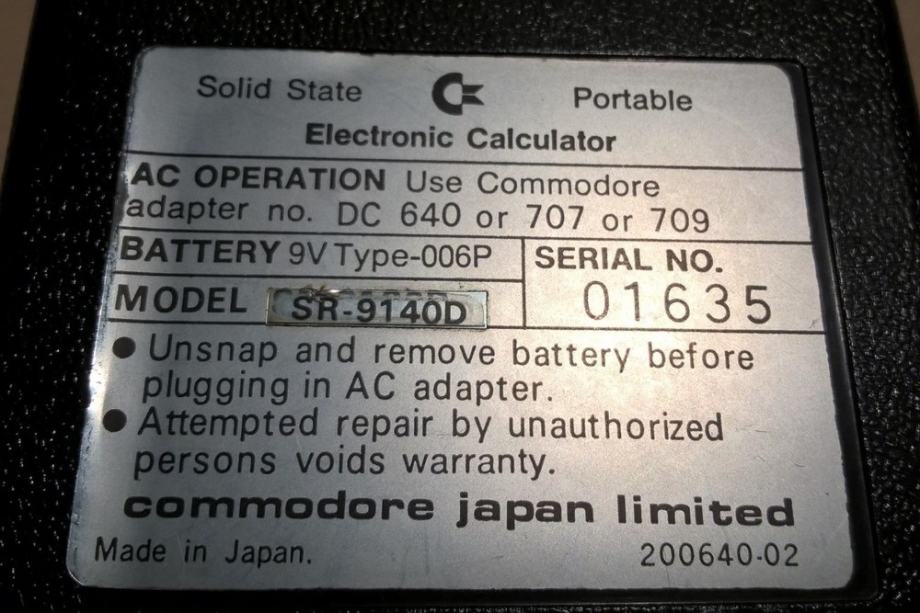 Solid State Portable
Electronic Calculator
AC OPERATION Use Commodore
adapter no. DC 640 or 707 or 709
BATTERY 9V Type-006P
SERIAL NO.
01635
MODEL SR-9140D
● Unsnap and remove battery before
plugging in AC adapter.
● Attempted repair by unauthorized
persons voids warranty.
commodore japan limited
Made in Japan. 200640-02